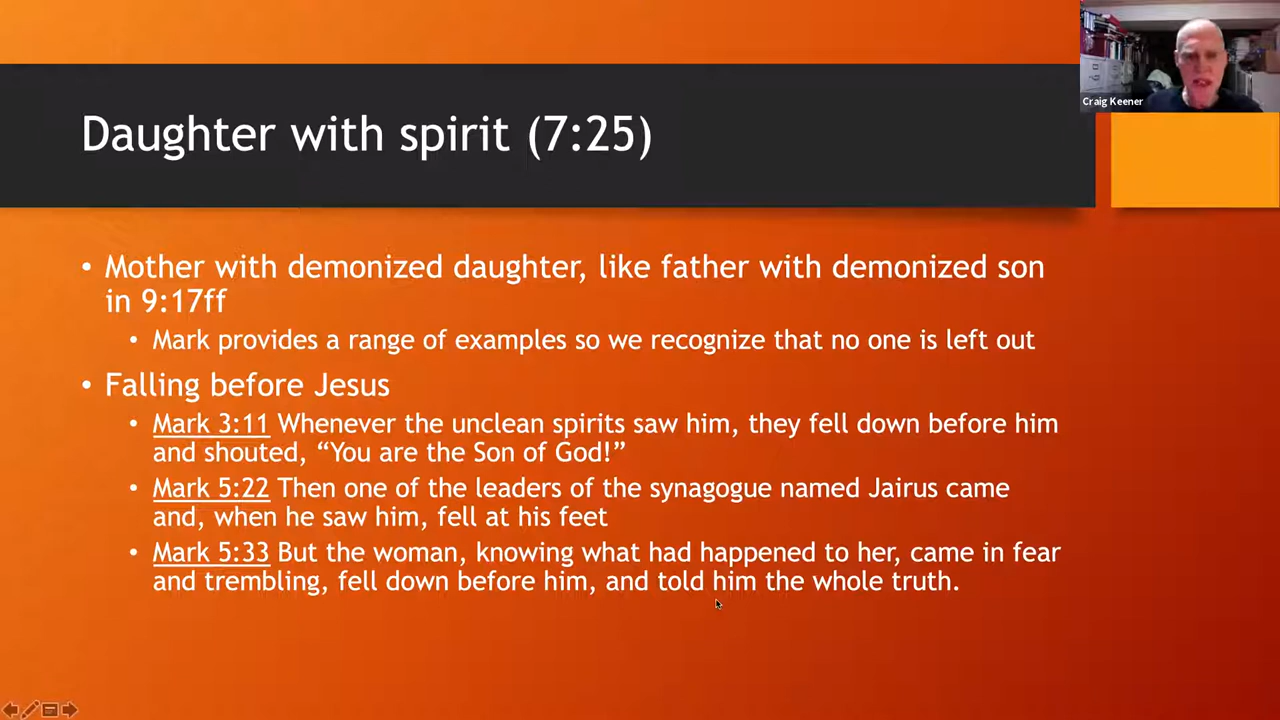 Craig Keener
Daughter with spirit (7:25)
• Mother with demonized daughter, like father with demonized son
in 9:17ff
• Mark provides a range of examples so we recognize that no one is left out
• Falling before Jesus
• Mark 3:11 Whenever the unclean spirits saw him, they fell down before him
and shouted, “You are the Son of God!”
• Mark 5:22 Then one of the leaders of the synagogue named Jairus came
and, when he saw him, fell at his feet
• Mark 5:33 But the woman, knowing what had happened to her, came in fear
and trembling, fell down before him, and told him the whole truth.